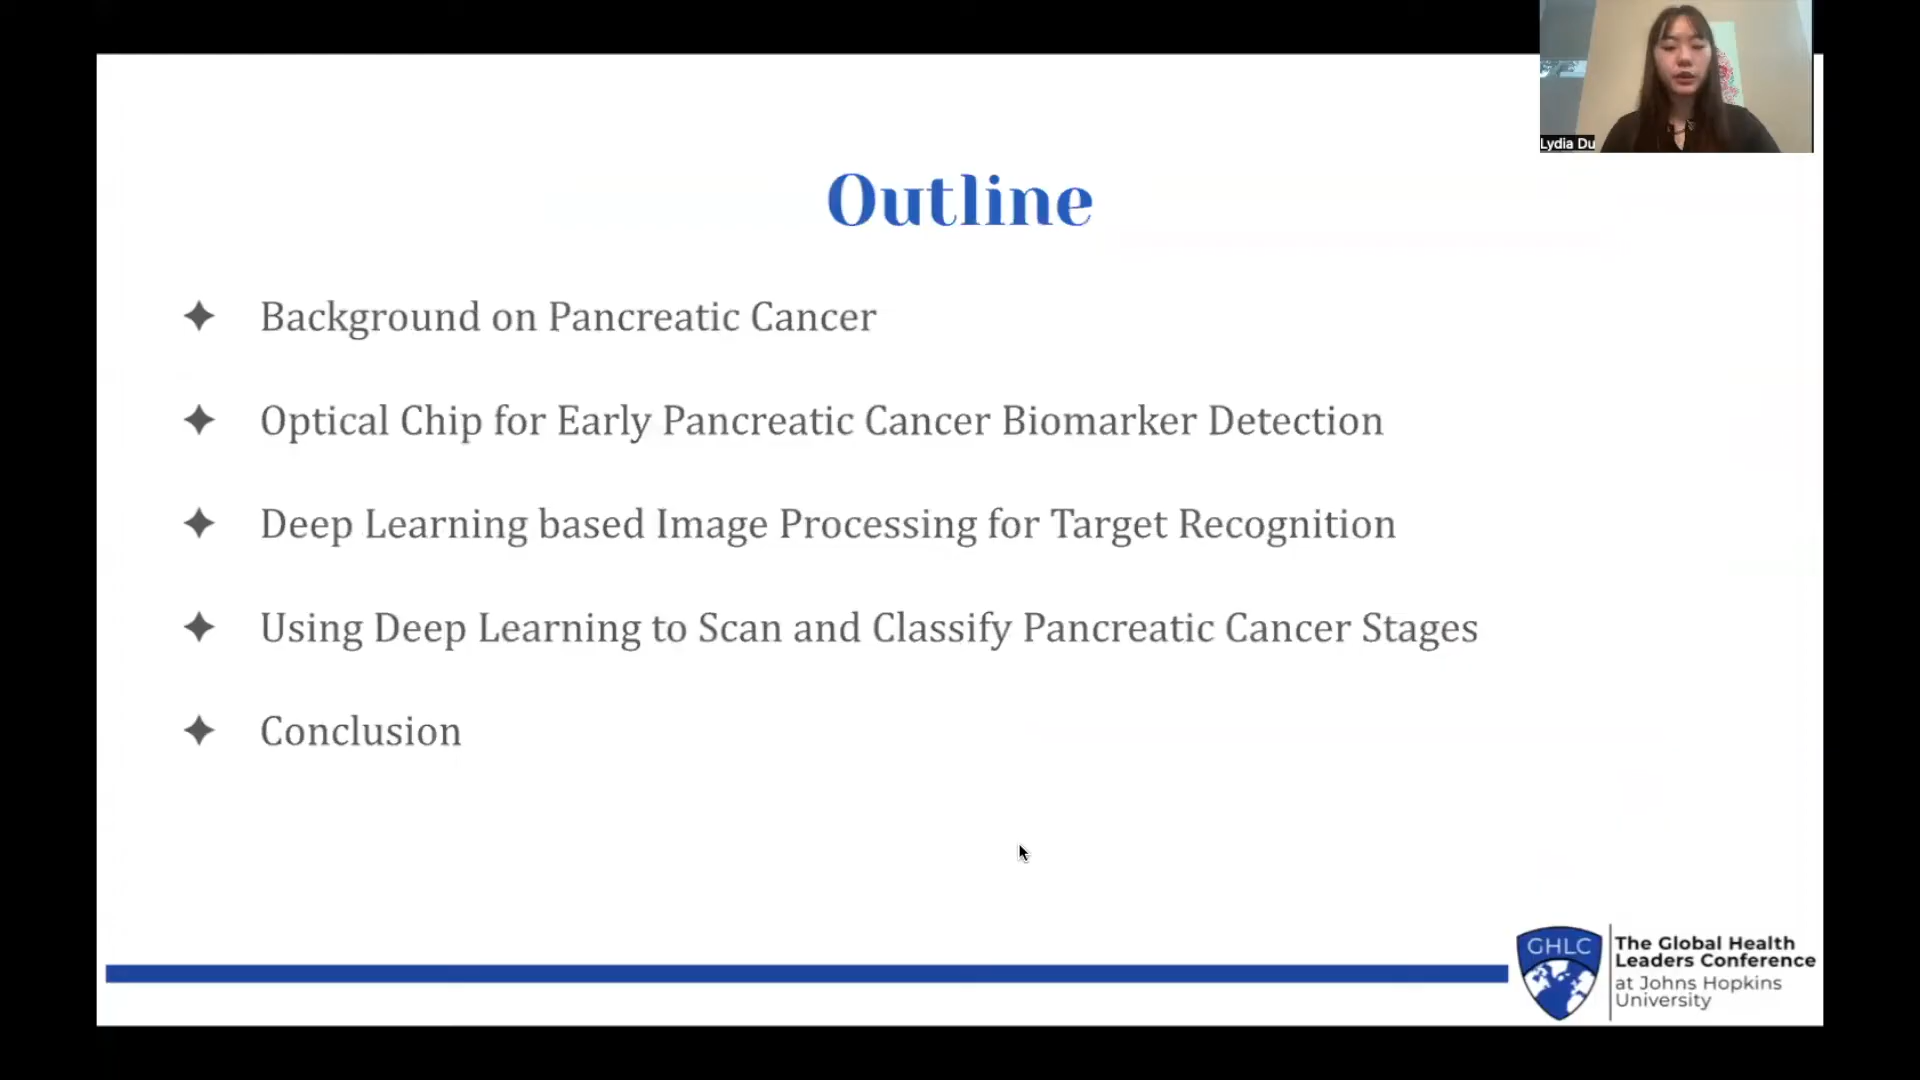 Lydia Du
Outline
Background on Pancreatic Cancer
Optical Chip for Early Pancreatic Cancer Biomarker Detection
Deep Learning based Image Processing for Target Recognition
Using Deep Learning to Scan and Classify Pancreatic Cancer Stages
Conclusion
GHLC
The Global Health
Leaders Conference
at Johns Hopkins
University